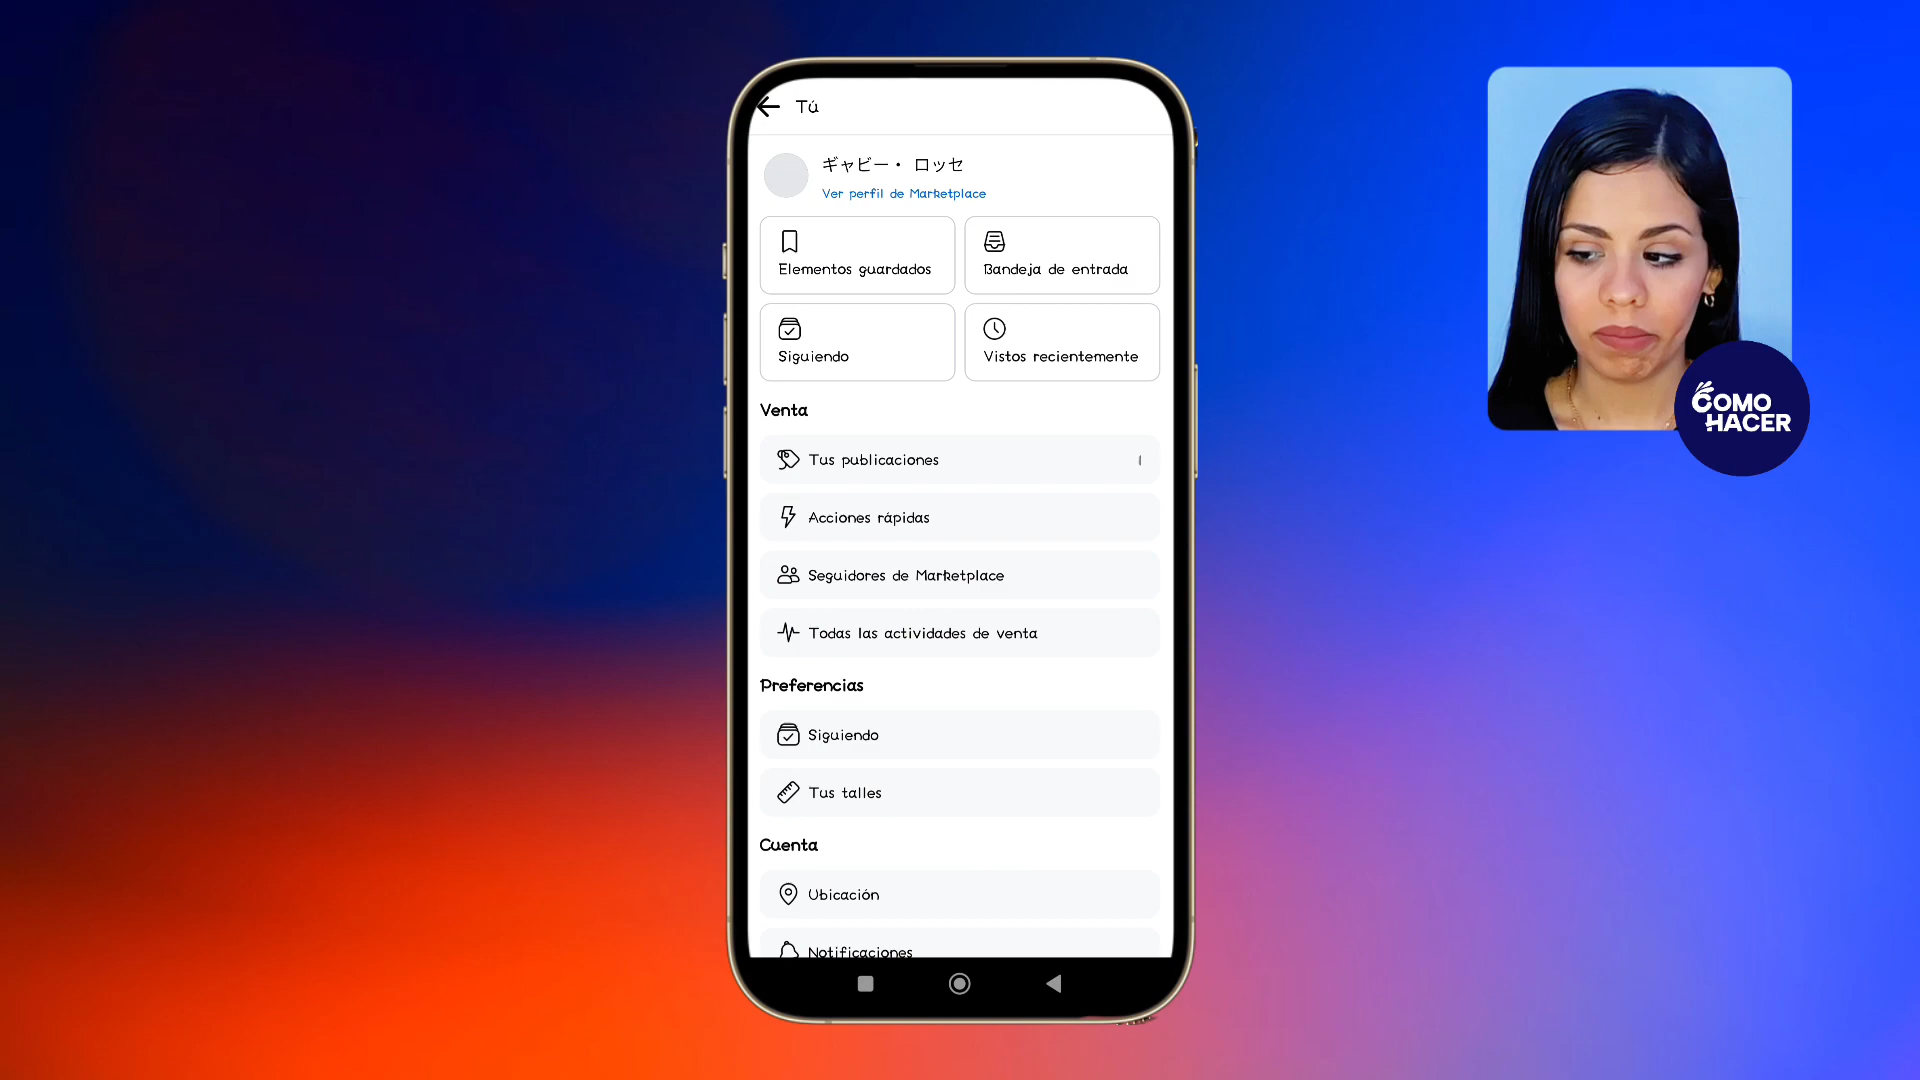 Tú
ギャビー・ ロッセ
Ver perfil de Marketplace
Elementos guardados
Bandeja de entrada
Siguiendo
Vistos recientemente
Venta
Tus publicaciones 1
Acciones rápidas
Seguidores de Marketplace
Todas las actividades de venta
Preferencias
Siguiendo
Tus talles
Cuenta
Ubicación
Notificaciones
COMO
HACER